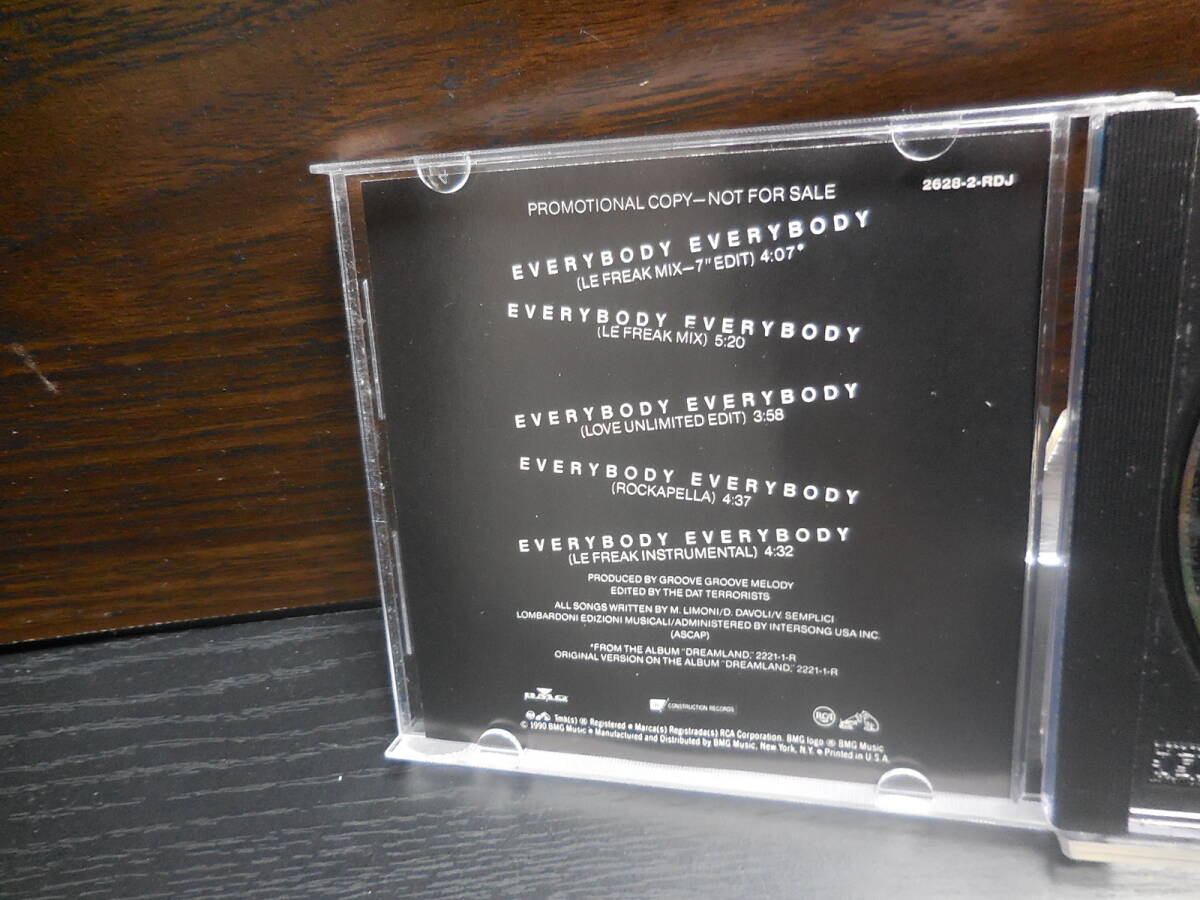 2628-2-RDJ
PROMOTIONAL COPY—NOT FOR SALE
EVERYBODY EVERYBODY
(LE FREAK MIX—7" EDIT) 4:07*
EVERYBODY EVERYBODY
(LE FREAK MIX) 5:20
EVERYBODY EVERYBODY
(LOVE UNLIMITED EDIT) 3:58
EVERYBODY EVERYBODY
(ROCKAPELLA) 4:37
EVERYBODY EVERYBODY
(LE FREAK INSTRUMENTAL) 4:32
PRODUCED BY GROOVE GROOVE MELODY
EDITED BY THE DAT TERRORISTS
ALL SONGS WRITTEN BY M. LIMONI/D. DAVOLI/V. SEMPLICI
LOMBARDONI EDIZIONI MUSICALI/ADMINISTERED BY INTERSONG USA INC.
(ASCAP)
*FROM THE ALBUM "DREAMLAND," 2221-1-R
ORIGINAL VERSION ON THE ALBUM "DREAMLAND," 2221-1-R
BMG
CONSTRUCTION RECORDS
RCA
Tmk(s) ® Registered • Marca(s) Registrada(s) RCA Corporation. BMG logo ® BMG Music
© 1990 BMG Music • Manufactured and Distributed by BMG Music, New York, N.Y. • Printed in U.S.A.